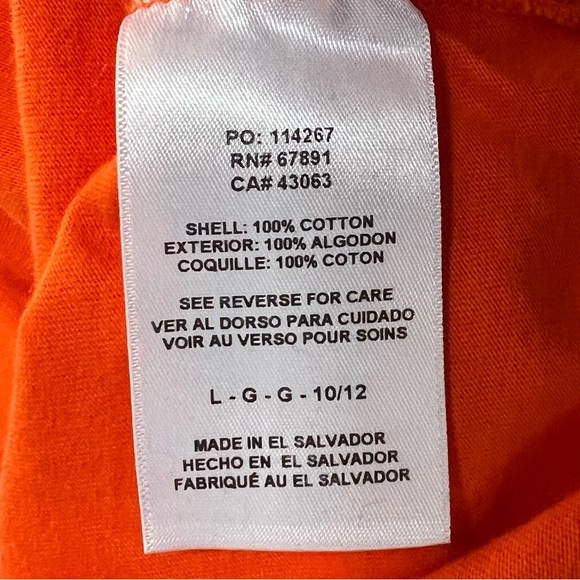 PO: 114267
RN# 67891
CA# 43063
SHELL: 100% COTTON
EXTERIOR: 100% ALGODON
COQUILLE: 100% COTON
SEE REVERSE FOR CARE
VER AL DORSO PARA CUIDADO
VOIR AU VERSO POUR SOINS
L - G - G - 10/12
MADE IN EL SALVADOR
HECHO EN EL SALVADOR
FABRIQUÉ AU EL SALVADOR